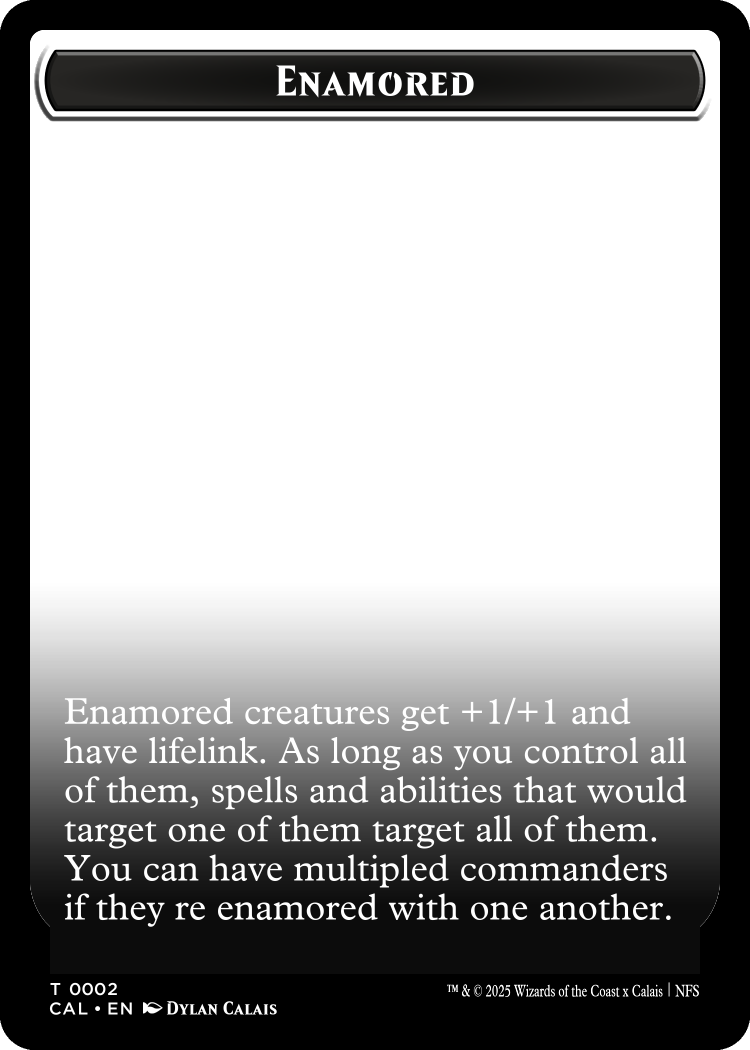 Enamored
Enamored creatures get +1/+1 and
have lifelink. As long as you control all
of them, spells and abilities that would
target one of them target all of them.
You can have multipled commanders
if they re enamored with one another.
T 0002
CAL • EN Dylan Calais
™ & © 2025 Wizards of the Coast x Calais | NFS